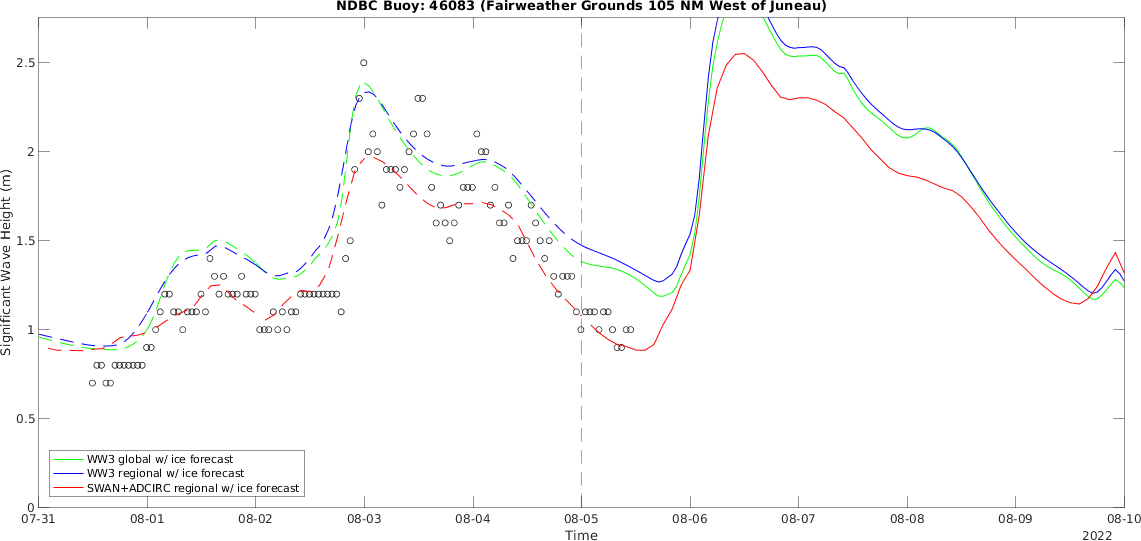 NDBC Buoy: 46083 (Fairweather Grounds 105 NM West of Juneau)
Significant Wave Height (m)
2.5
2
1.5
1
0.5
0
WW3 global w/ ice forecast
WW3 regional w/ ice forecast
SWAN+ADCIRC regional w/ ice forecast
07-31 08-01 08-02 08-03 08-04 08-05 08-06 08-07 08-08 08-09 08-10
Time
2022